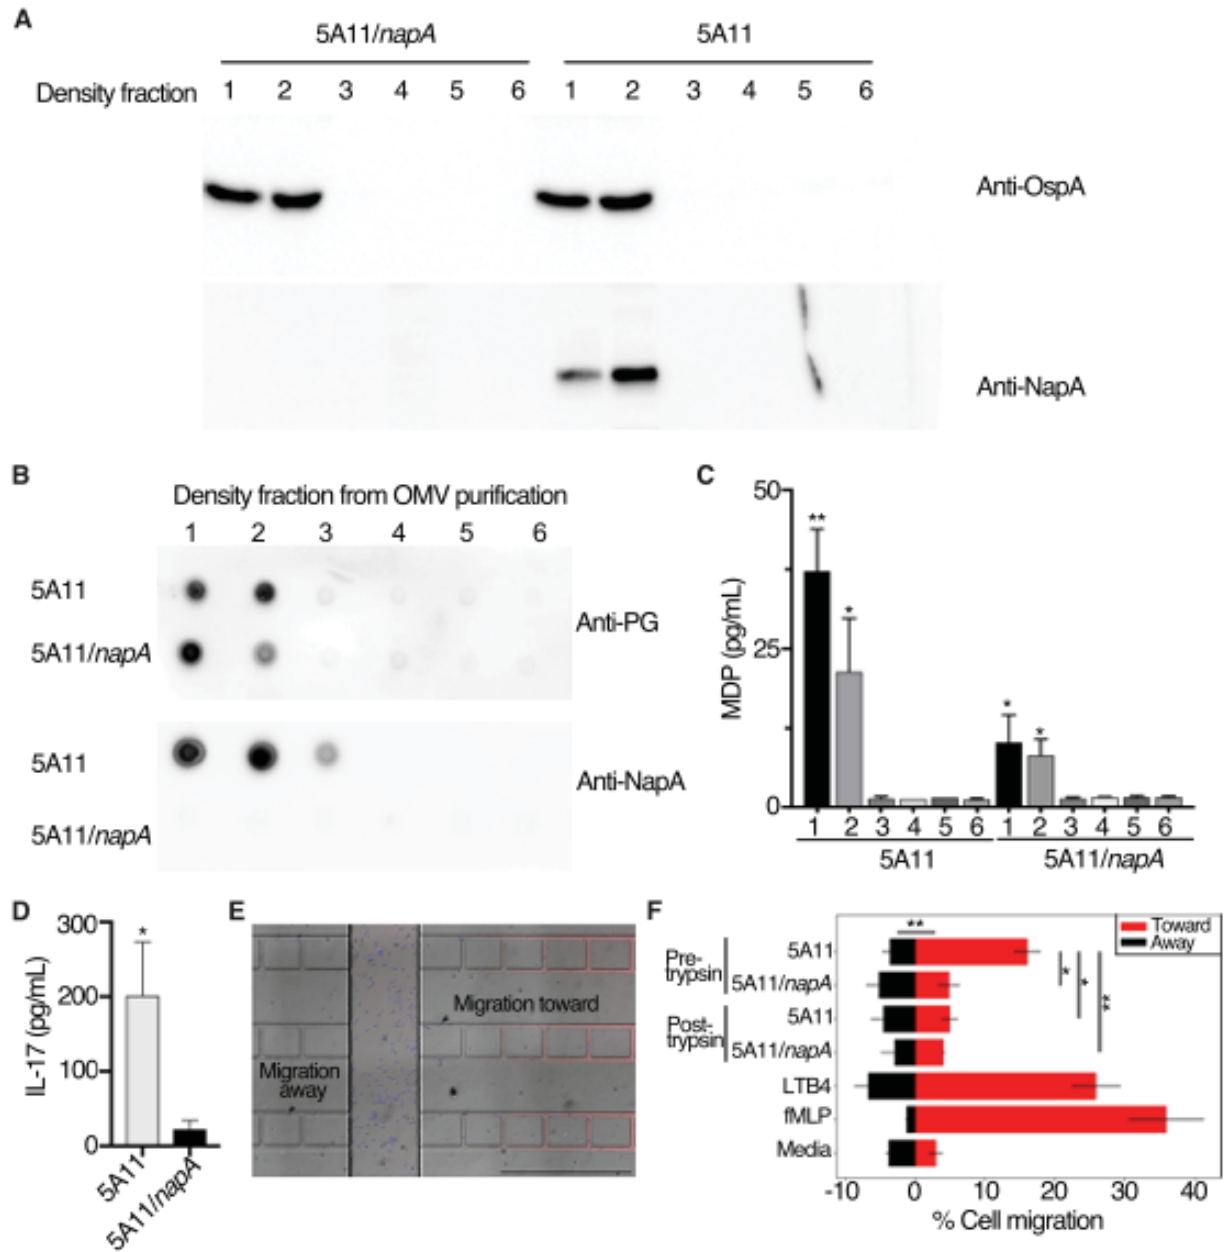 A
5A11/napA 5A11
Density fraction 1 2 3 4 5 6 1 2 3 4 5 6
Anti-OspA
Anti-NapA
B
Density fraction from OMV purification
1 2 3 4 5 6
5A11
Anti-PG
5A11/napA
5A11
Anti-NapA
5A11/napA
C
50
25
0
MDP (pg/mL)
** * * *
1 2 3 4 5 6 1 2 3 4 5 6
5A11 5A11/napA
D
300
200
100
0
IL-17 (pg/mL)
*
5A11
5A11/napA
E
Migration toward
Migration
away
F
Toward
Away
**
Pre-
trypsin
5A11
5A11/napA
Post-
trypsin
5A11
5A11/napA
* * **
LTB4
fMLP
Media
-10 0 10 20 30 40
% Cell migration